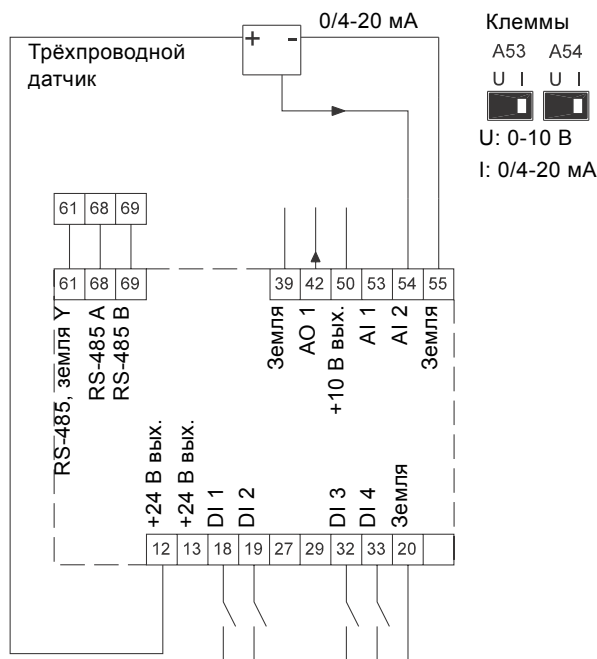 0/4-20 мА
Трёхпроводной
датчик
+ -
Клеммы
A53 A54
U I U I
U: 0-10 В
I: 0/4-20 мА
61 68 69
61 68 69
RS-485, земля Y
RS-485 A
RS-485 B
39 42 50 53 54 55
Земля
AO 1
+10 В вых.
AI 1
AI 2
Земля
+24 В вых.
+24 В вых.
DI 1
DI 2
DI 3
DI 4
Земля
12 13 18 19 27 29 32 33 20